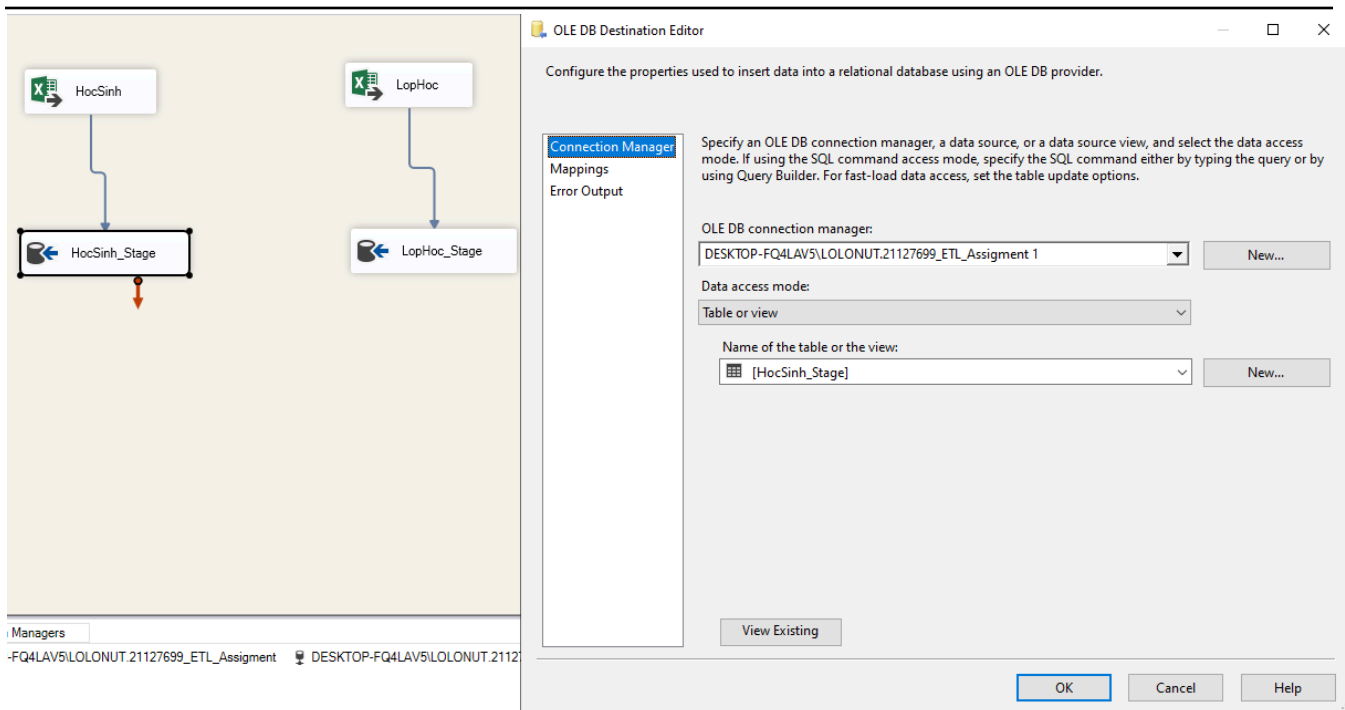 HocSinh
LopHoc
HocSinh_Stage
LopHoc_Stage
Managers
-FQ4LAV5\LOLONUT.21127699_ETL_Assigment
DESKTOP-FQ4LAV5\LOLONUT.2112
OLE DB Destination Editor
Configure the properties used to insert data into a relational database using an OLE DB provider.
Connection Manager
Mappings
Error Output
Specify an OLE DB connection manager, a data source, or a data source view, and select the data access
mode. If using the SQL command access mode, specify the SQL command either by typing the query or by
using Query Builder. For fast-load data access, set the table update options.
OLE DB connection manager:
DESKTOP-FQ4LAV5\LOLONUT.21127699_ETL_Assigment 1
New...
Data access mode:
Table or view
Name of the table or the view:
[HocSinh_Stage]
New...
View Existing
OK
Cancel
Help